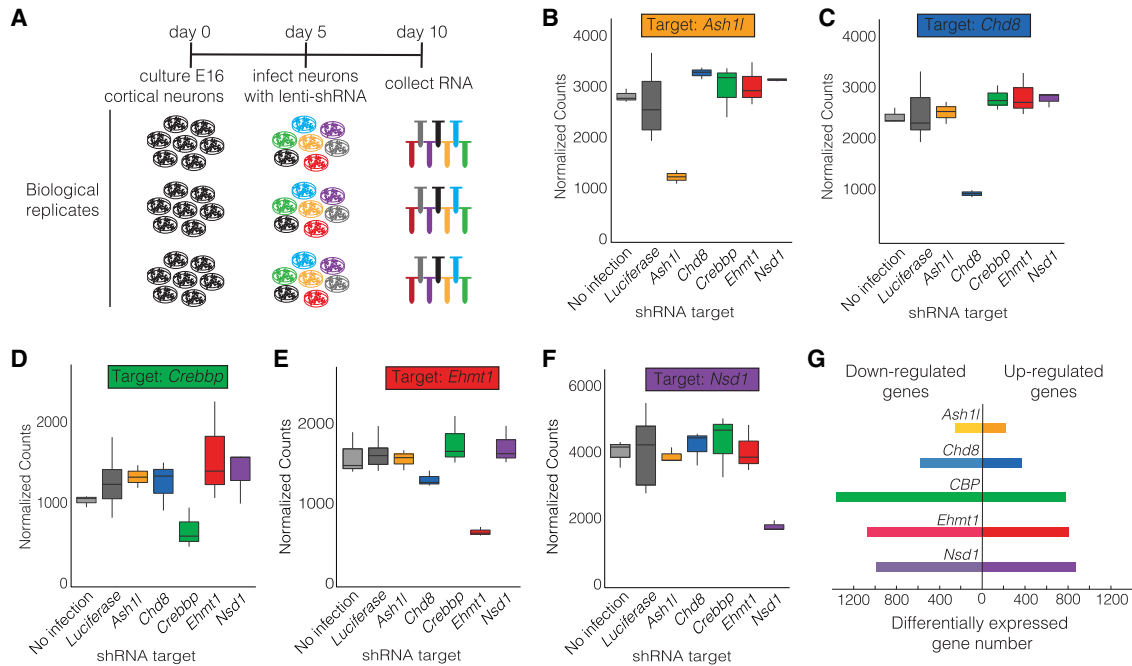 A
day 0
day 5
day 10
culture E16
cortical neurons
infect neurons
with lenti-shRNA
collect RNA
Biological
replicates
B
Target: Ash1l
Normalized Counts
4000
3000
2000
1000
0
No infection
Luciferase
Ash1l
Chd8
Crebbp
Ehmt1
Nsd1
shRNA target
C
Target: Chd8
Normalized Counts
4000
3000
2000
1000
0
No infection
Luciferase
Ash1l
Chd8
Crebbp
Ehmt1
Nsd1
shRNA target
D
Target: Crebbp
Normalized Counts
2000
1000
0
No infection
Luciferase
Ash1l
Chd8
Crebbp
Ehmt1
Nsd1
shRNA target
E
Target: Ehmt1
Normalized Counts
2000
1000
0
No infection
Luciferase
Ash1l
Chd8
Crebbp
Ehmt1
Nsd1
shRNA target
F
Target: Nsd1
Normalized Counts
6000
4000
2000
0
No infection
Luciferase
Ash1l
Chd8
Crebbp
Ehmt1
Nsd1
shRNA target
G
Down-regulated
genes
Up-regulated
genes
Ash1l
Chd8
CBP
Ehmt1
Nsd1
1200 800 400 0 400 800 1200
Differentially expressed
gene number